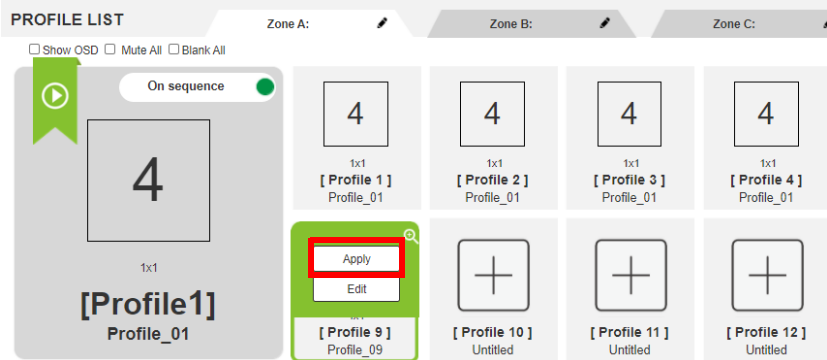 PROFILE LIST
Zone A:
Zone B:
Zone C:
Show OSD Mute All Blank All
On sequence
4
1x1
[Profile1]
Profile_01
4
1x1
[ Profile 1 ]
Profile_01
4
1x1
[ Profile 2 ]
Profile_01
4
1x1
[ Profile 3 ]
Profile_01
4
1x1
[ Profile 4 ]
Profile_01
Apply
Edit
[ Profile 9 ]
Profile_09
[ Profile 10 ]
Untitled
[ Profile 11 ]
Untitled
[ Profile 12 ]
Untitled